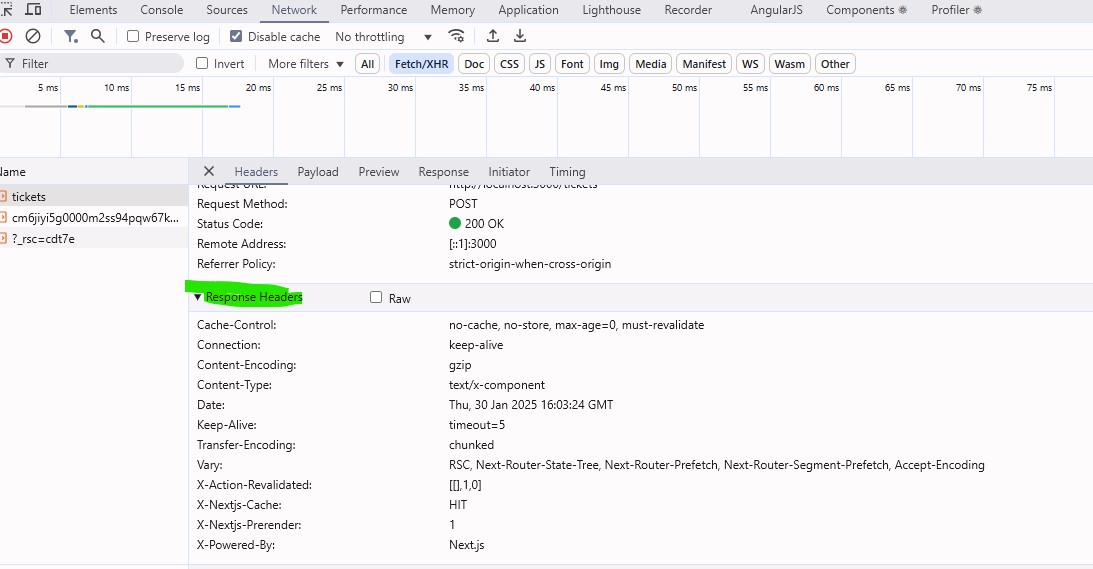 Elements Console Sources Network Performance Memory Application Lighthouse Recorder AngularJS Components Profiler
Preserve log Disable cache No throttling
Filter Invert More filters All Fetch/XHR Doc CSS JS Font Img Media Manifest WS Wasm Other
5 ms 10 ms 15 ms 20 ms 25 ms 30 ms 35 ms 40 ms 45 ms 50 ms 55 ms 60 ms 65 ms 70 ms 75 ms
Name Headers Payload Preview Response Initiator Timing
tickets
cm6jiyi5g0000m2ss94pqw67k...
?_rsc=cdt7e
Request URL: http://localhost:3000/tickets
Request Method: POST
Status Code: 200 OK
Remote Address: [::1]:3000
Referrer Policy: strict-origin-when-cross-origin
Response Headers Raw
Cache-Control: no-cache, no-store, max-age=0, must-revalidate
Connection: keep-alive
Content-Encoding: gzip
Content-Type: text/x-component
Date: Thu, 30 Jan 2025 16:03:24 GMT
Keep-Alive: timeout=5
Transfer-Encoding: chunked
Vary: RSC, Next-Router-State-Tree, Next-Router-Prefetch, Next-Router-Segment-Prefetch, Accept-Encoding
X-Action-Revalidated: [[],1,0]
X-Nextjs-Cache: HIT
X-Nextjs-Prerender: 1
X-Powered-By: Next.js